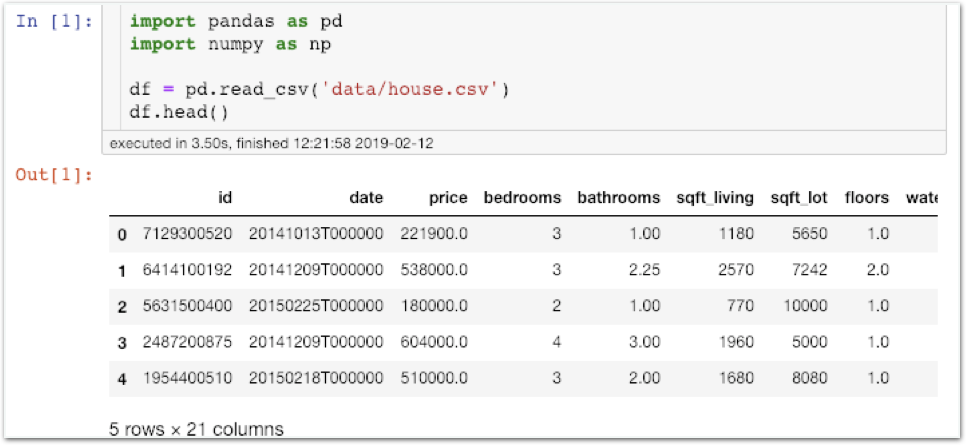 In [1]: import pandas as pd
import numpy as np
df = pd.read_csv('data/house.csv')
df.head()
executed in 3.50s, finished 12:21:58 2019-02-12
Out[1]:
id date price bedrooms bathrooms sqft_living sqft_lot floors wate
0 7129300520 20141013T000000 221900.0 3 1.00 1180 5650 1.0
1 6414100192 20141209T000000 538000.0 3 2.25 2570 7242 2.0
2 5631500400 20150225T000000 180000.0 2 1.00 770 10000 1.0
3 2487200875 20141209T000000 604000.0 4 3.00 1960 5000 1.0
4 1954400510 20150218T000000 510000.0 3 2.00 1680 8080 1.0
5 rows × 21 columns